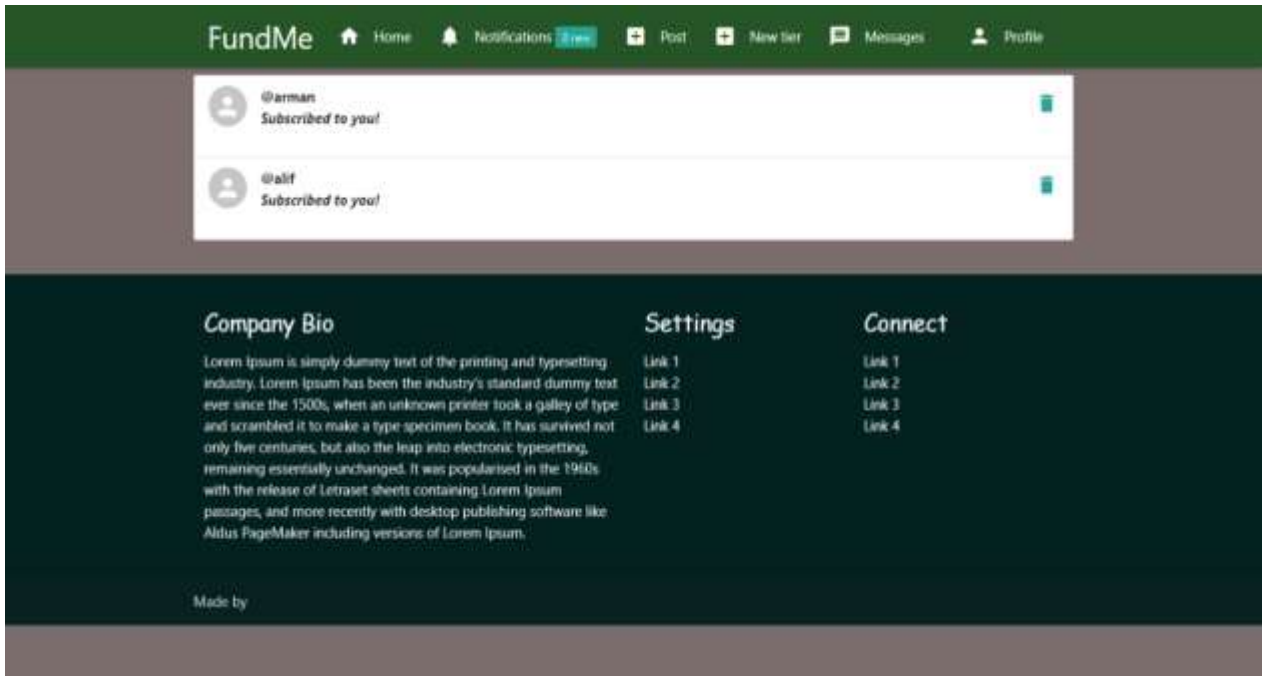 FundMe Home Notifications 2 new Post New tier Messages Profile
@arman
Subscribed to you!
@alif
Subscribed to you!
Company Bio
Lorem Ipsum is simply dummy text of the printing and typesetting
industry. Lorem Ipsum has been the industry's standard dummy text
ever since the 1500s, when an unknown printer took a galley of type
and scrambled it to make a type specimen book. It has survived not
only five centuries, but also the leap into electronic typesetting,
remaining essentially unchanged. It was popularised in the 1960s
with the release of Letraset sheets containing Lorem Ipsum
passages, and more recently with desktop publishing software like
Aldus PageMaker including versions of Lorem Ipsum.
Settings
Link 1
Link 2
Link 3
Link 4
Connect
Link 1
Link 2
Link 3
Link 4
Made by